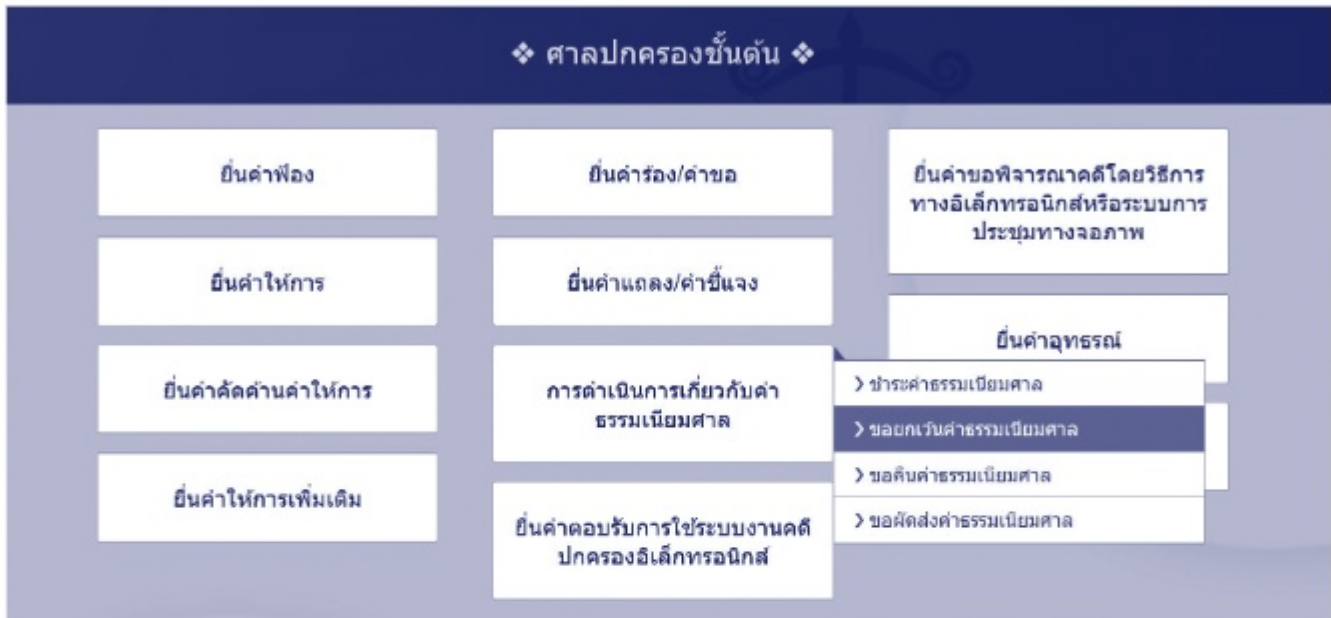 ❖ ศาลปกครองชั้นต้น ❖
ยื่นคำฟ้อง
ยื่นคำให้การ
ยื่นคำคัดค้านคำให้การ
ยื่นคำให้การเพิ่มเติม
ยื่นคำร้อง/คำขอ
ยื่นคำแถลง/คำชี้แจง
การดำเนินการเกี่ยวกับค่า
ธรรมเนียมศาล
ยื่นคำตอบรับการใช้ระบบงานคดี
ปกครองอิเล็กทรอนิกส์
ยื่นคำขอพิจารณาคดีโดยวิธีการ
ทางอิเล็กทรอนิกส์หรือระบบการ
ประชุมทางจอภาพ
ยื่นคำอุทธรณ์
> ชำระค่าธรรมเนียมศาล
> ขอยกเว้นค่าธรรมเนียมศาล
> ขอคืนค่าธรรมเนียมศาล
> ขอผัดส่งค่าธรรมเนียมศาล